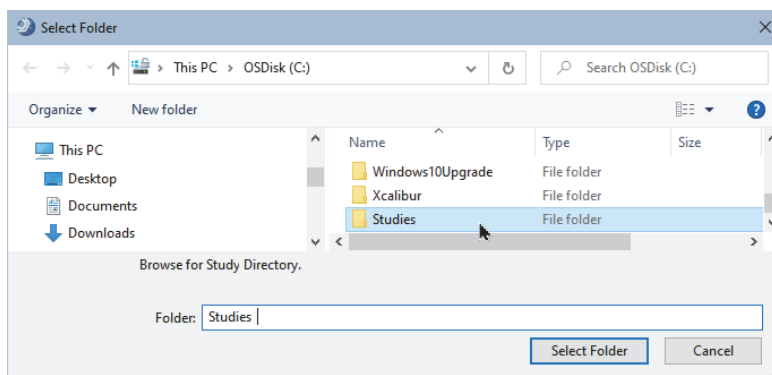 Select Folder
This PC > OSDisk (C:)
Search OSDisk (C:)
Organize
New folder
?
This PC
Desktop
Documents
Downloads
Name Type Size
Windows10Upgrade File folder
Xcalibur File folder
Studies File folder
Browse for Study Directory.
Folder: Studies
Select Folder Cancel